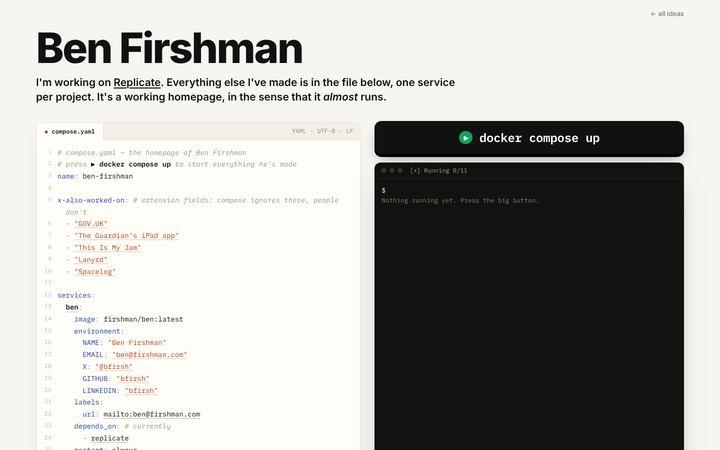 ← all ideas
Ben Firshman
I'm working on Replicate. Everything else I've made is in the file below, one service
per project. It's a working homepage, in the sense that it almost runs.
compose.yaml
YAML · UTF-8 · LF
1 # compose.yaml — the homepage of Ben Firshman
2 # press ▶ docker compose up to start everything he's made
3 name: ben-firshman
4
5 x-also-worked-on: # extension fields: compose ignores these, people
don't
6 - "GOV.UK"
7 - "The Guardian's iPad app"
8 - "This Is My Jam"
9 - "Lanyrd"
10 - "Spacelog"
11
12 services:
13 ben:
14 image: firshman/ben:latest
15 environment:
16 NAME: "Ben Firshman"
17 EMAIL: "ben@firshman.com"
18 X: "@bfirsh"
19 GITHUB: "bfirsh"
20 LINKEDIN: "bfirsh"
21 labels:
22 url: mailto:ben@firshman.com
23 depends_on: # currently
24 - replicate
▶ docker compose up
[+] Running 0/11
$
Nothing running yet. Press the big button.